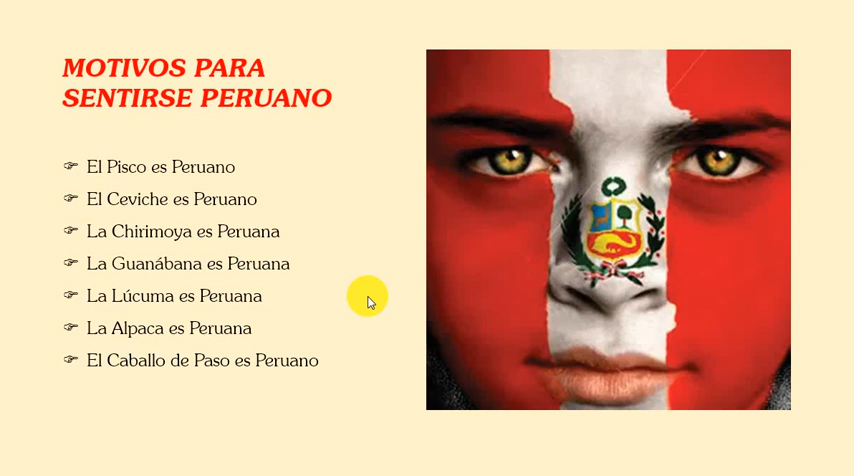 MOTIVOS PARA
SENTIRSE PERUANO
☞ El Pisco es Peruano
☞ El Ceviche es Peruano
☞ La Chirimoya es Peruana
☞ La Guanábana es Peruana
☞ La Lúcuma es Peruana
☞ La Alpaca es Peruana
☞ El Caballo de Paso es Peruano